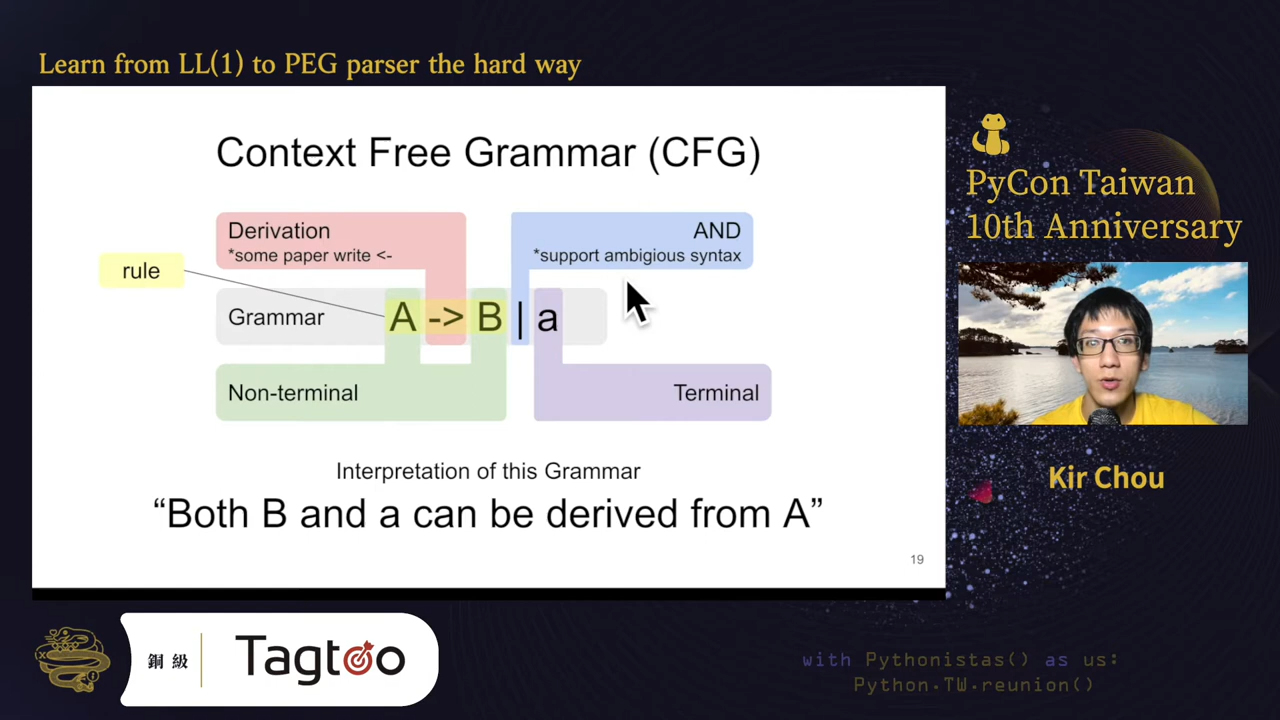 Learn from LL(1) to PEG parser the hard way
Context Free Grammar (CFG)
Derivation
*some paper write <-
AND
*support ambigious syntax
rule
Grammar
A -> B | a
Non-terminal
Terminal
Interpretation of this Grammar
“Both B and a can be derived from A”
19
PyCon Taiwan
10th Anniversary
Kir Chou
銅級
Tagtoo
with Pythonistas() as us:
Python.TW.reunion()